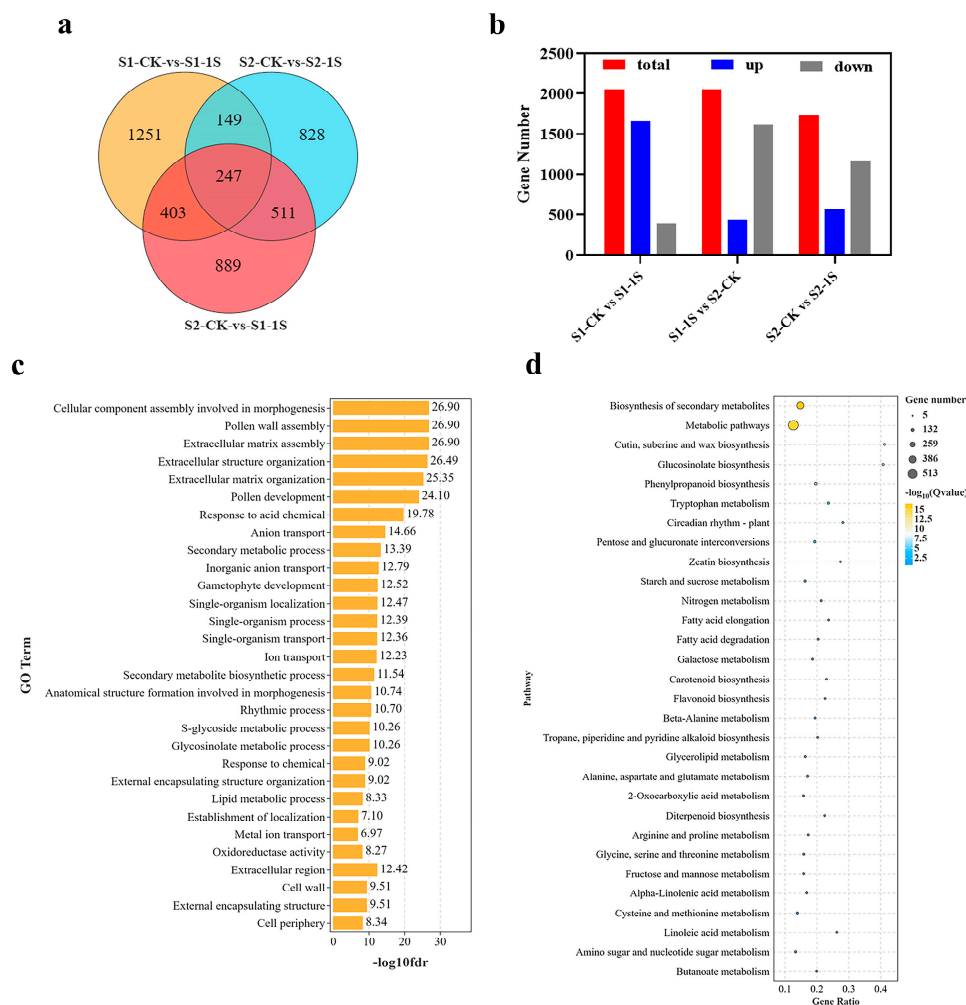 a
S1-CK-vs-S1-1S
S2-CK-vs-S2-1S
1251
149
828
247
403
511
889
S2-CK-vs-S1-1S
b
2500
2000
1500
1000
500
0
Gene Number
total
up
down
S1-CK vs S1-1S
S1-1S vs S2-CK
S2-CK vs S2-1S
c
GO Term
Cellular component assembly involved in morphogenesis 26.90
Pollen wall assembly 26.90
Extracellular matrix assembly 26.90
Extracellular structure organization 26.49
Extracellular matrix organization 25.35
Pollen development 24.10
Response to acid chemical 19.78
Anion transport 14.66
Secondary metabolic process 13.39
Inorganic anion transport 12.79
Gametophyte development 12.52
Single-organism localization 12.47
Single-organism process 12.39
Single-organism transport 12.36
Ion transport 12.23
Secondary metabolite biosynthetic process 11.54
Anatomical structure formation involved in morphogenesis 10.74
Rhythmic process 10.70
S-glycoside metabolic process 10.26
Glycosinolate metabolic process 10.26
Response to chemical 9.02
External encapsulating structure organization 9.02
Lipid metabolic process 8.33
Establishment of localization 7.10
Metal ion transport 6.97
Oxidoreductase activity 8.27
Extracellular region 12.42
Cell wall 9.51
External encapsulating structure 9.51
Cell periphery 8.34
0 10 20 30
-log10fdr
d
Pathway
Biosynthesis of secondary metabolites
Metabolic pathways
Cutin, suberine and wax biosynthesis
Glucosinolate biosynthesis
Phenylpropanoid biosynthesis
Tryptophan metabolism
Circadian rhythm - plant
Pentose and glucuronate interconversions
Zeatin biosynthesis
Starch and sucrose metabolism
Nitrogen metabolism
Fatty acid elongation
Fatty acid degradation
Galactose metabolism
Carotenoid biosynthesis
Flavonoid biosynthesis
Beta-Alanine metabolism
Tropane, piperidine and pyridine alkaloid biosynthesis
Glycerolipid metabolism
Alanine, aspartate and glutamate metabolism
2-Oxocarboxylic acid metabolism
Diterpenoid biosynthesis
Arginine and proline metabolism
Glycine, serine and threonine metabolism
Fructose and mannose metabolism
Alpha-Linolenic acid metabolism
Cysteine and methionine metabolism
Linoleic acid metabolism
Amino sugar and nucleotide sugar metabolism
Butanoate metabolism
0.1 0.2 0.3 0.4
Gene Ratio
Gene number
5
132
259
386
513
-log10(Qvalue)
15
12.5
10
7.5
5
2.5